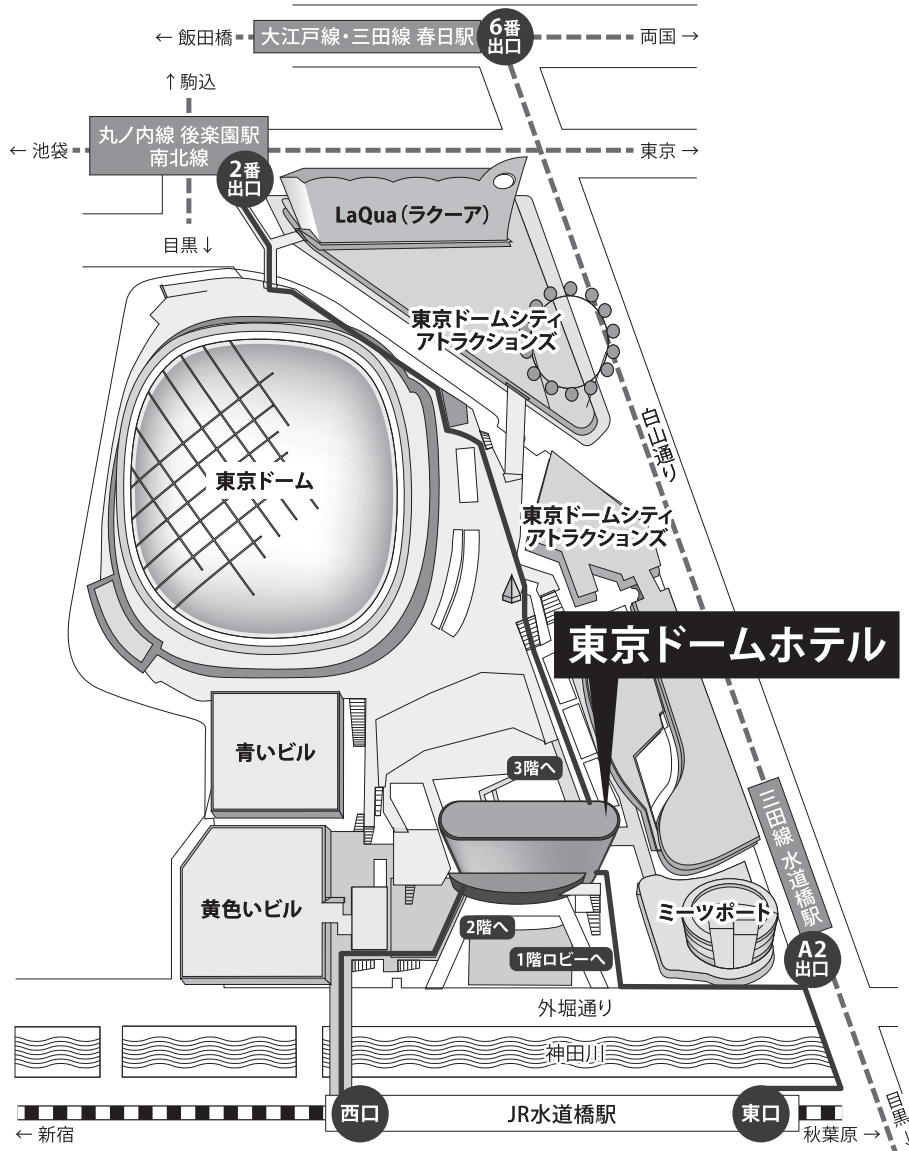 ← 飯田橋
大江戸線・三田線 春日駅
6番
出口
両国 →
↑駒込
← 池袋
丸ノ内線 後楽園駅
南北線
2番
出口
東京 →
目黒↓
LaQua(ラクーア)
東京ドームシティ
アトラクションズ
白山通り
東京ドーム
東京ドームシティ
アトラクションズ
東京ドームホテル
青いビル
3階へ
三田線 水道橋駅
黄色いビル
2階へ
ミーツポート
1階ロビーへ
A2
出口
外堀通り
神田川
西口
JR水道橋駅
東口
← 新宿
秋葉原 →
目黒↓